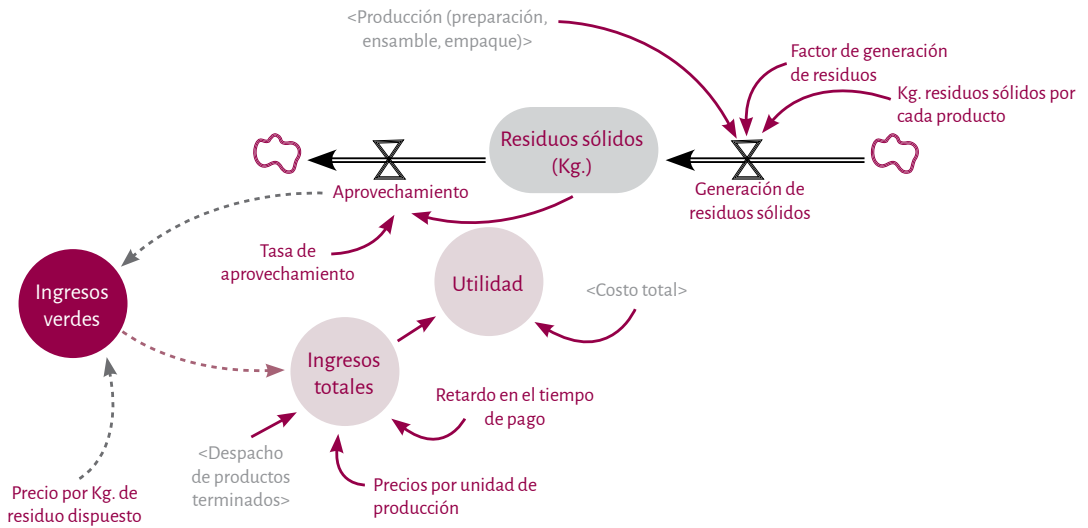 <Producción (preparación,
ensamble, empaque)>
Factor de generación
de residuos
Kg. residuos sólidos por
cada producto
Residuos sólidos
(Kg.)
Aprovechamiento
Generación de
residuos sólidos
Tasa de
aprovechamiento
Utilidad
<Costo total>
Ingresos
verdes
Ingresos
totales
Retardo en el tiempo
de pago
<Despacho
de productos
terminados>
Precios por unidad de
producción
Precio por Kg. de
residuo dispuesto